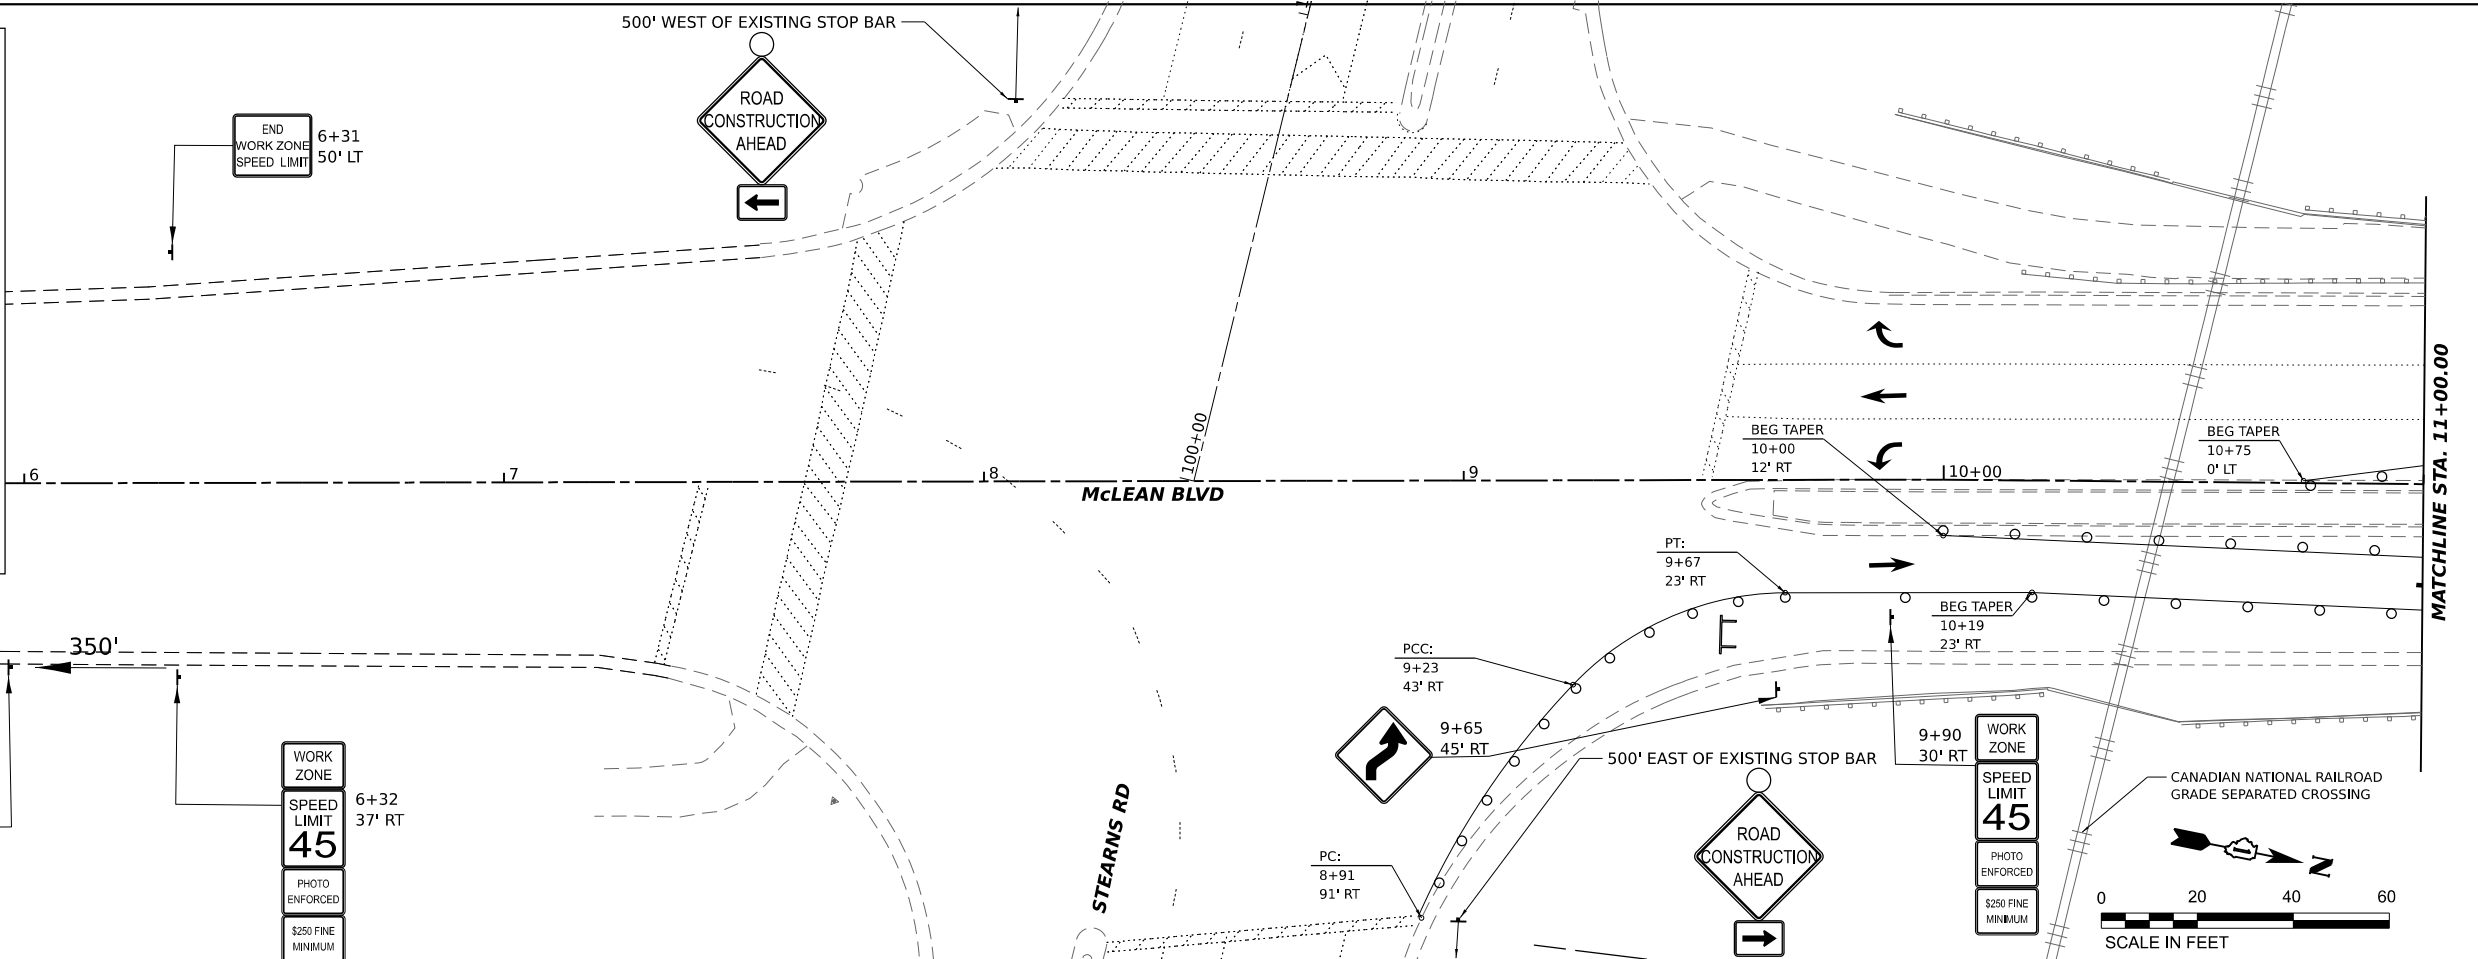 500' WEST OF EXISTING STOP BAR
ROAD
CONSTRUCTION
AHEAD
END
WORK ZONE
SPEED LIMIT
6+31
50' LT
6
7
8
9
10+00
100+00
McLEAN BLVD
BEG TAPER
10+00
12' RT
BEG TAPER
10+75
0' LT
MATCHLINE STA. 11+00.00
PT:
9+67
23' RT
BEG TAPER
10+19
23' RT
350'
PCC:
9+23
43' RT
9+65
45' RT
500' EAST OF EXISTING STOP BAR
ROAD
CONSTRUCTION
AHEAD
9+90
30' RT
WORK
ZONE
SPEED
LIMIT
45
PHOTO
ENFORCED
$250 FINE
MINIMUM
CANADIAN NATIONAL RAILROAD
GRADE SEPARATED CROSSING
WORK
ZONE
SPEED
LIMIT
45
PHOTO
ENFORCED
$250 FINE
MINIMUM
6+32
37' RT
STEARNS RD
PC:
8+91
91' RT
1
N
0 20 40 60
SCALE IN FEET